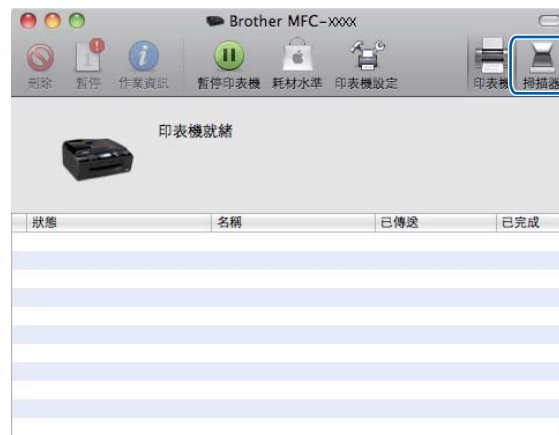 Brother MFC-XXXX
刪除 暫停 作業資訊 暫停印表機 耗材水準 印表機設定 印表機 掃描器
印表機就緒
狀態 名稱 已傳送 已完成